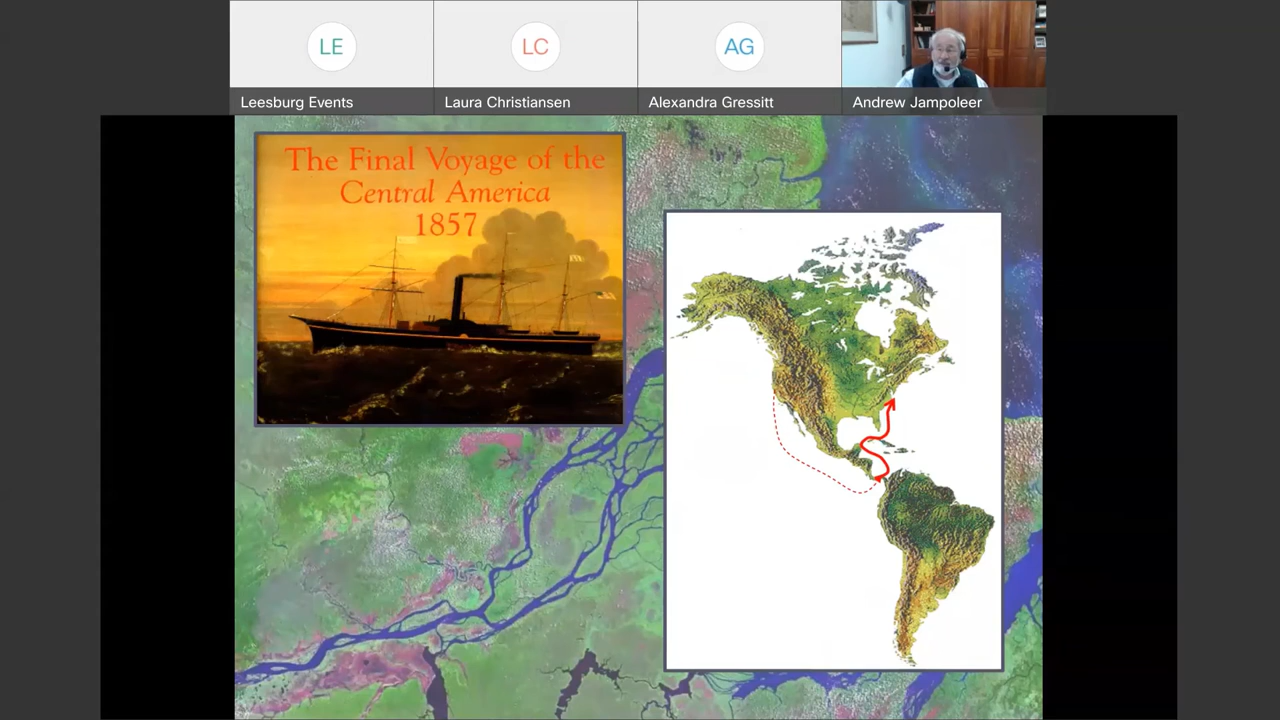 LE
LC
AG
Leesburg Events
Laura Christiansen
Alexandra Gressitt
Andrew Jampoleer
The Final Voyage of the
Central America
1857